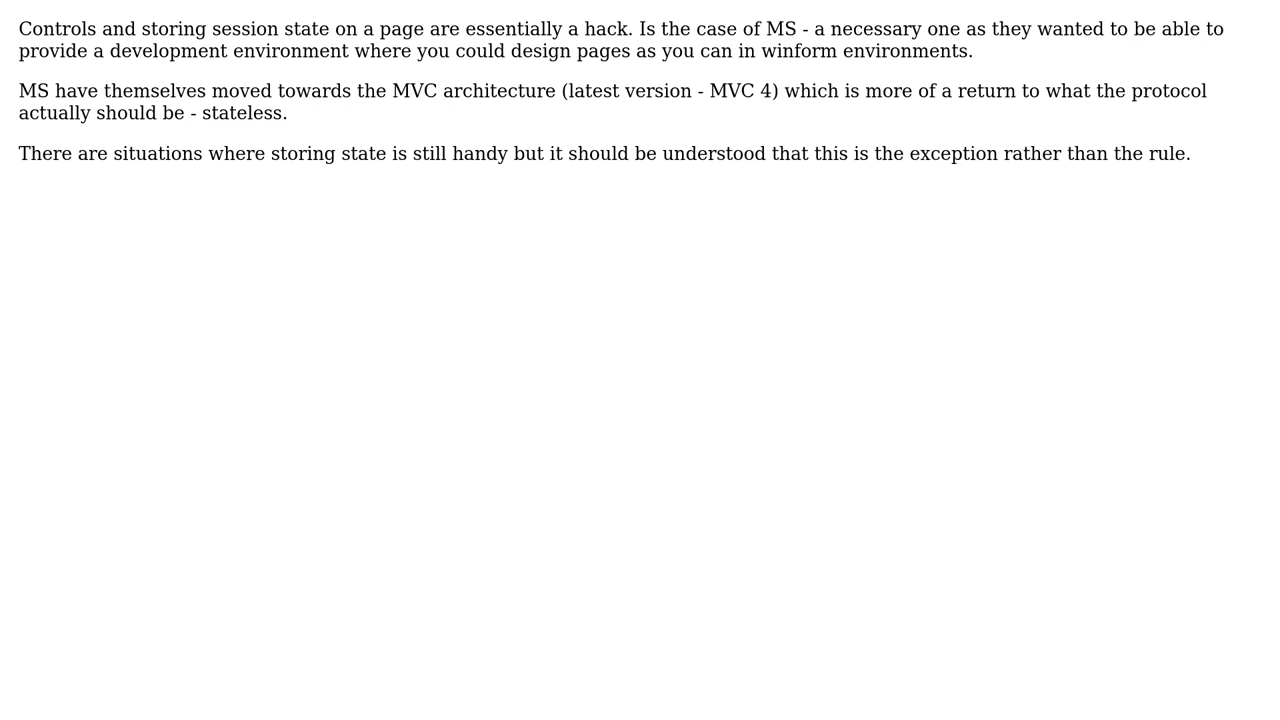 Controls and storing session state on a page are essentially a hack. Is the case of MS - a necessary one as they wanted to be able to
provide a development environment where you could design pages as you can in winform environments.
MS have themselves moved towards the MVC architecture (latest version - MVC 4) which is more of a return to what the protocol
actually should be - stateless.
There are situations where storing state is still handy but it should be understood that this is the exception rather than the rule.